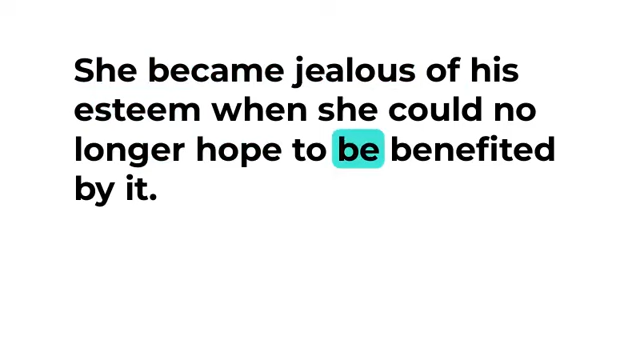 She became jealous of his
esteem when she could no
longer hope to be benefited
by it.